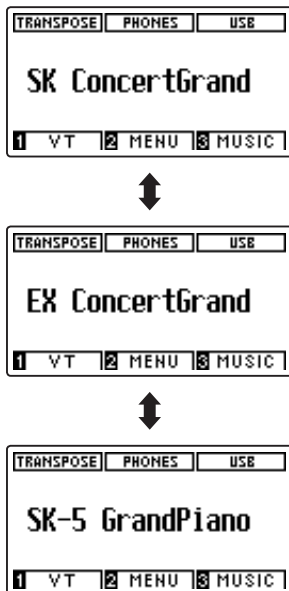 TRANSPOSE PHONES USB
SK ConcertGrand
1 VT 2 MENU 3 MUSIC
TRANSPOSE PHONES USB
EX ConcertGrand
1 VT 2 MENU 3 MUSIC
TRANSPOSE PHONES USB
SK-5 GrandPiano
1 VT 2 MENU 3 MUSIC